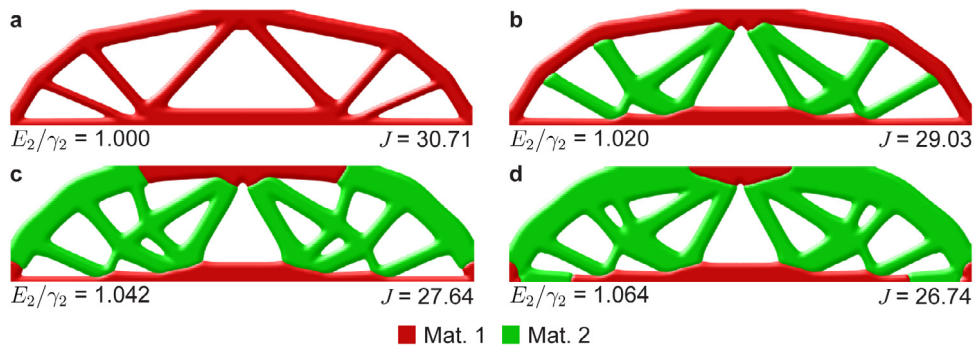 a
b
E₂/γ₂ = 1.000 J = 30.71
E₂/γ₂ = 1.020 J = 29.03
c
d
E₂/γ₂ = 1.042 J = 27.64
E₂/γ₂ = 1.064 J = 26.74
Mat. 1 Mat. 2